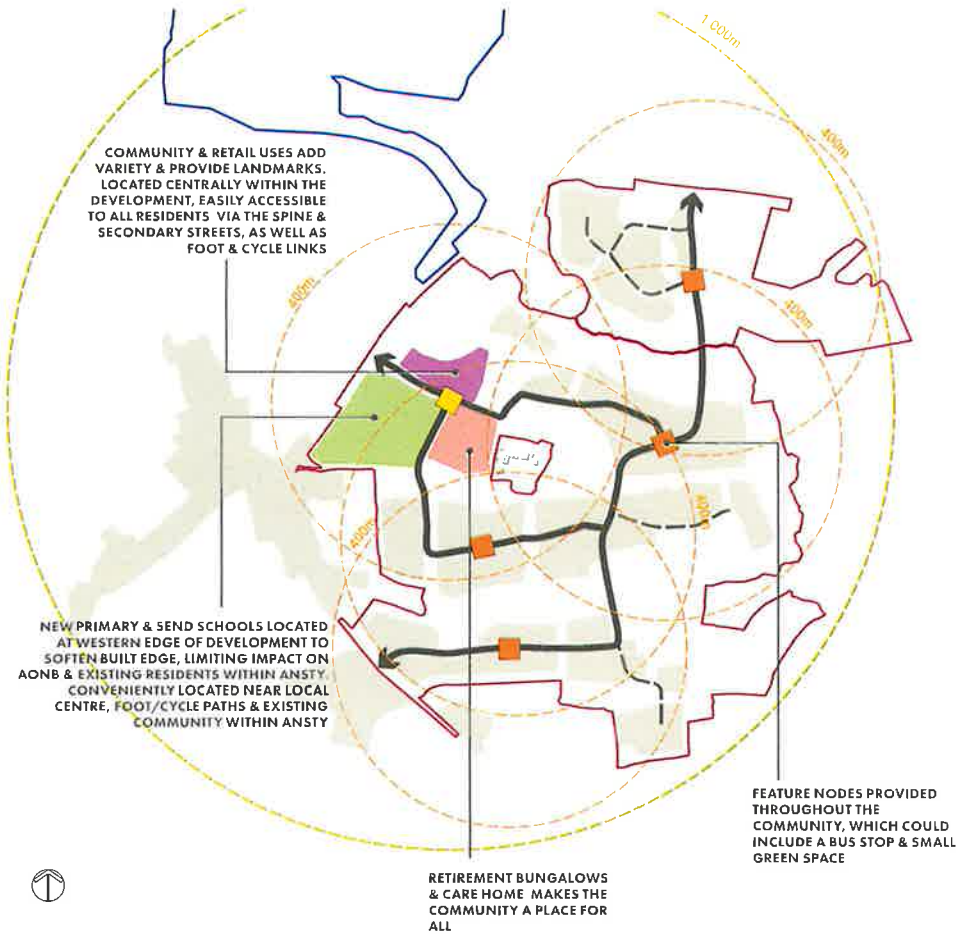 1 000m
400m
COMMUNITY & RETAIL USES ADD
VARIETY & PROVIDE LANDMARKS.
LOCATED CENTRALLY WITHIN THE
DEVELOPMENT, EASILY ACCESSIBLE
TO ALL RESIDENTS VIA THE SPINE &
SECONDARY STREETS, AS WELL AS
FOOT & CYCLE LINKS
400m
400m
400m
400m
NEW PRIMARY & SEND SCHOOLS LOCATED
AT WESTERN EDGE OF DEVELOPMENT TO
SOFTEN BUILT EDGE, LIMITING IMPACT ON
AONB & EXISTING RESIDENTS WITHIN ANSTY.
CONVENIENTLY LOCATED NEAR LOCAL
CENTRE, FOOT/CYCLE PATHS & EXISTING
COMMUNITY WITHIN ANSTY
FEATURE NODES PROVIDED
THROUGHOUT THE
COMMUNITY, WHICH COULD
INCLUDE A BUS STOP & SMALL
GREEN SPACE
RETIREMENT BUNGALOWS
& CARE HOME MAKES THE
COMMUNITY A PLACE FOR
ALL